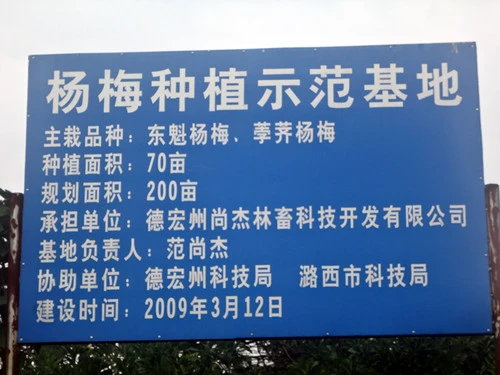 杨梅种植示范基地
主栽品种：东魁杨梅、荸荠杨梅
种植面积：70亩
规划面积：200亩
承担单位：德宏州尚杰林畜科技开发有限公司
基地负责人：范尚杰
协助单位：德宏州科技局 潞西市科技局
建设时间：2009年3月12日